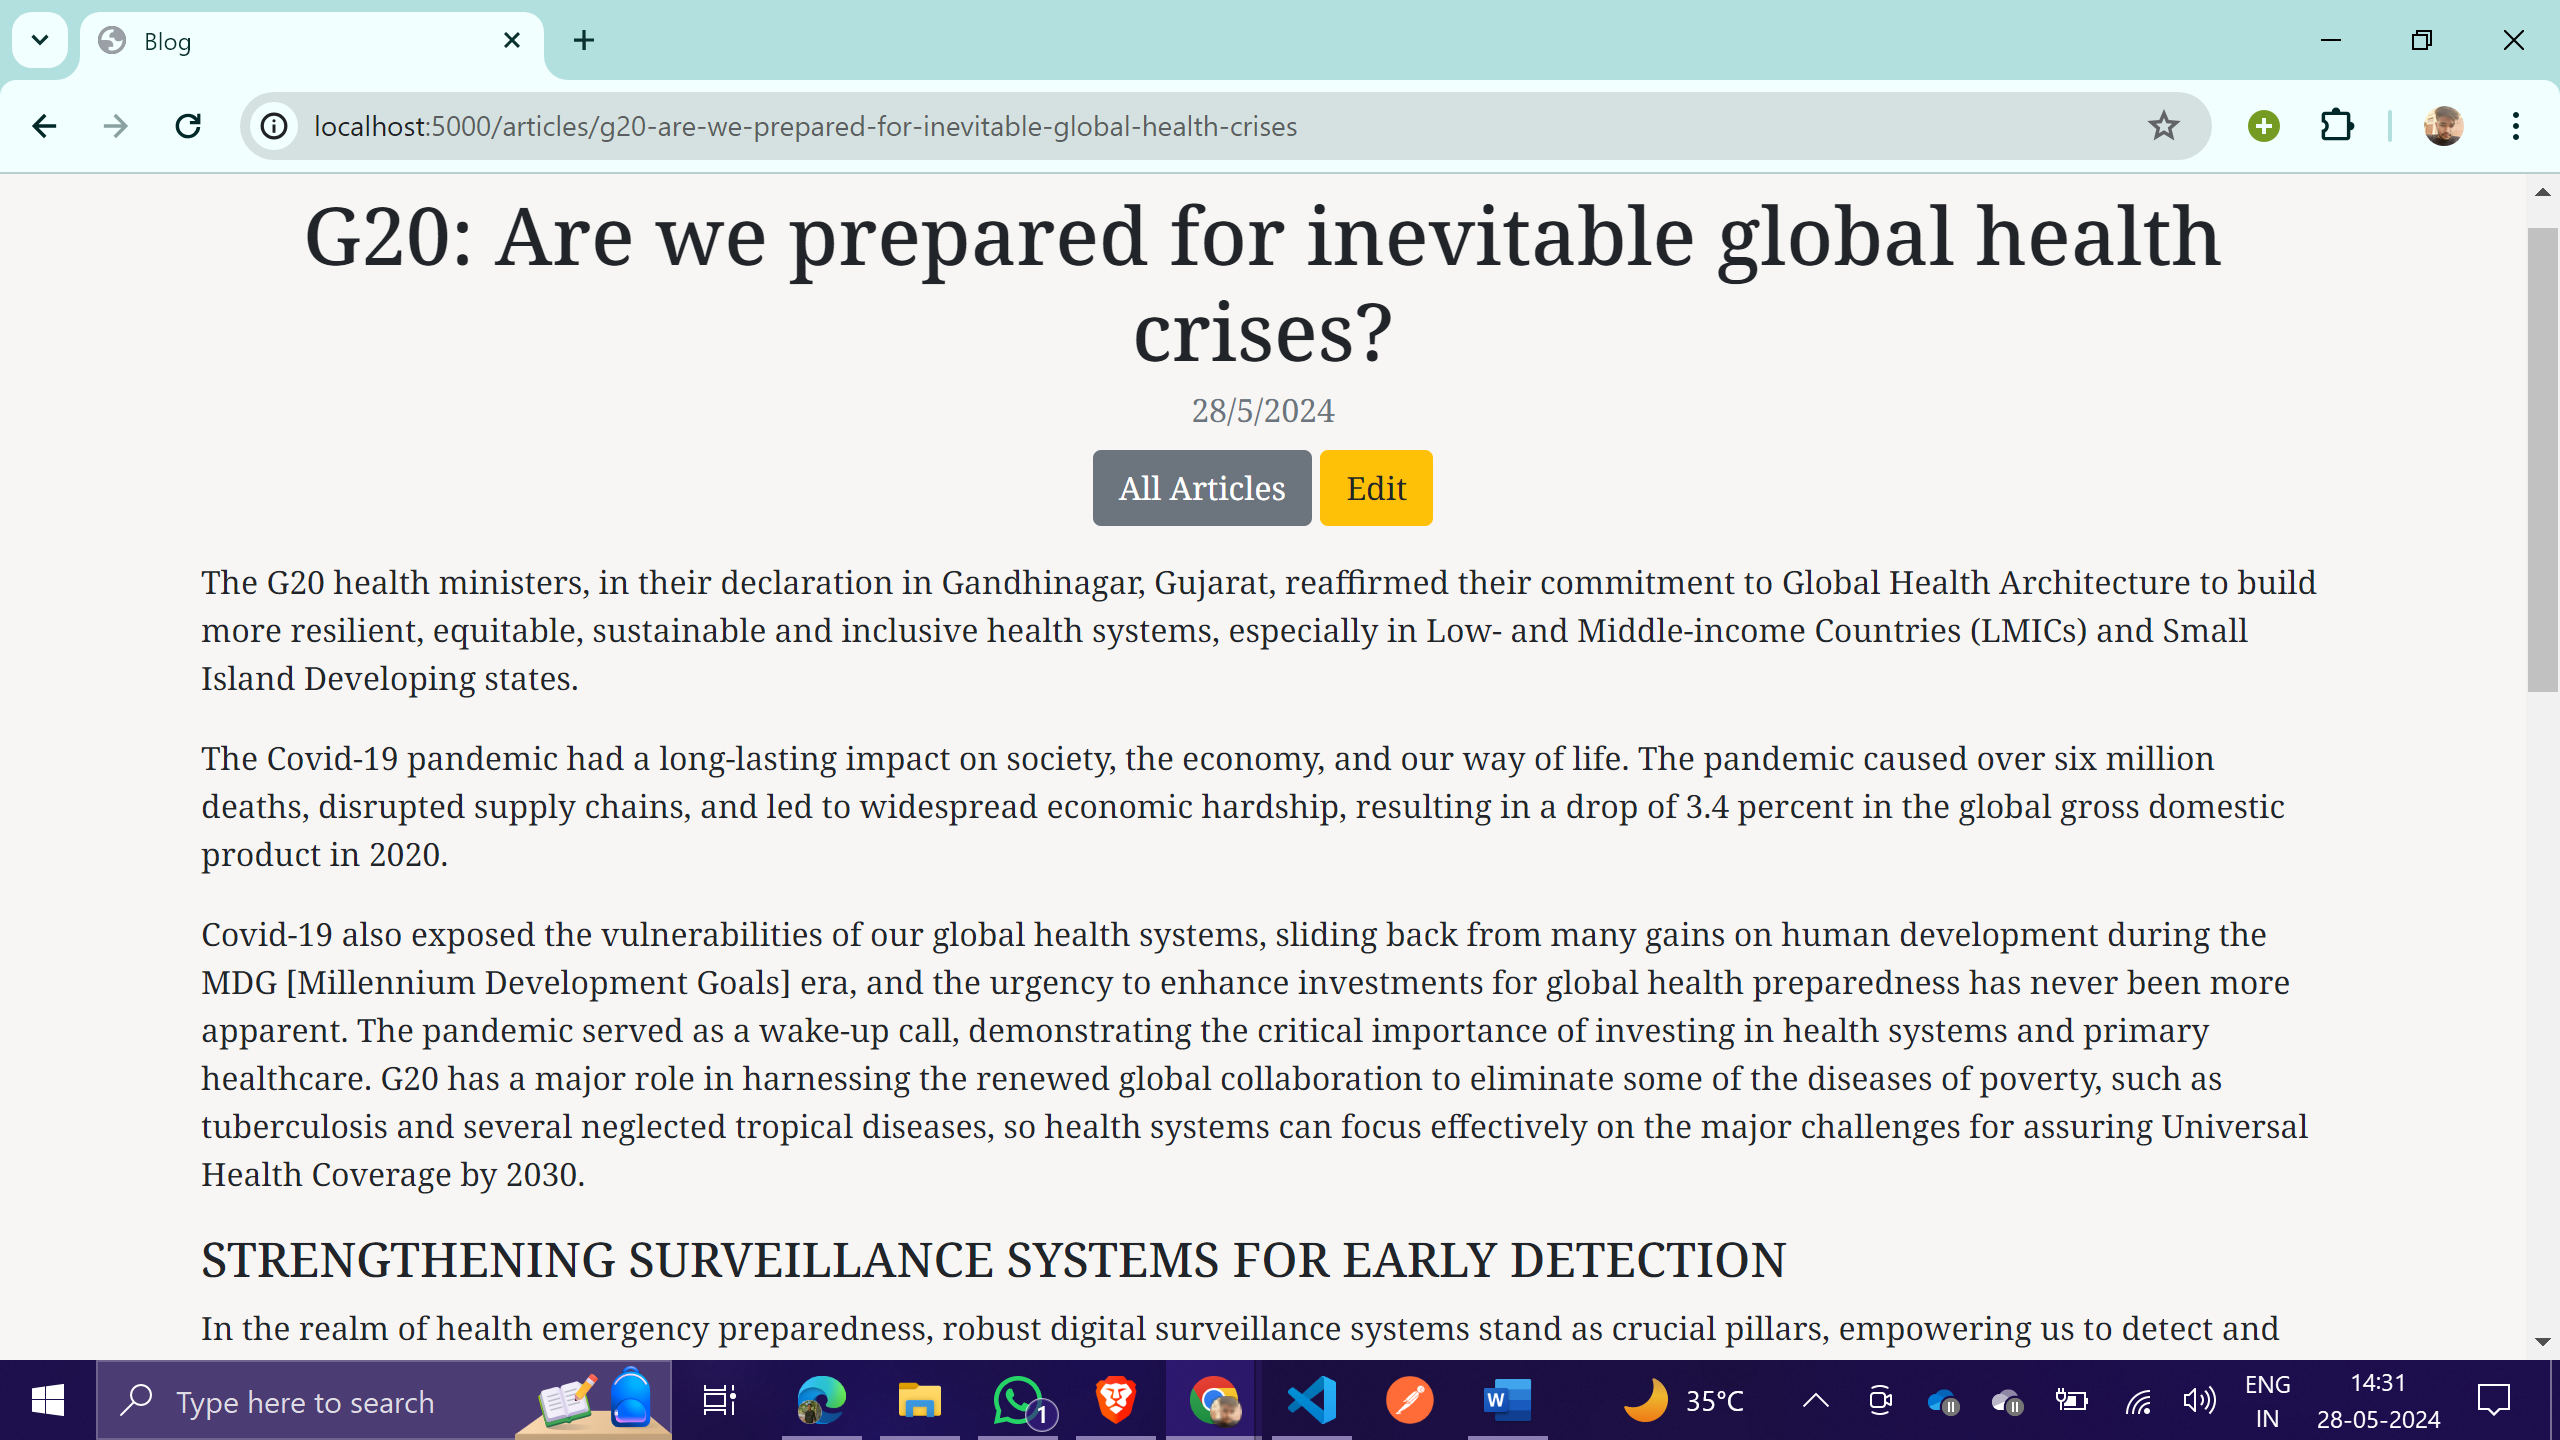 Blog
localhost:5000/articles/g20-are-we-prepared-for-inevitable-global-health-crises
G20: Are we prepared for inevitable global health
crises?
28/5/2024
All Articles Edit
The G20 health ministers, in their declaration in Gandhinagar, Gujarat, reaffirmed their commitment to Global Health Architecture to build
more resilient, equitable, sustainable and inclusive health systems, especially in Low- and Middle-income Countries (LMICs) and Small
Island Developing states.
The Covid-19 pandemic had a long-lasting impact on society, the economy, and our way of life. The pandemic caused over six million
deaths, disrupted supply chains, and led to widespread economic hardship, resulting in a drop of 3.4 percent in the global gross domestic
product in 2020.
Covid-19 also exposed the vulnerabilities of our global health systems, sliding back from many gains on human development during the
MDG [Millennium Development Goals] era, and the urgency to enhance investments for global health preparedness has never been more
apparent. The pandemic served as a wake-up call, demonstrating the critical importance of investing in health systems and primary
healthcare. G20 has a major role in harnessing the renewed global collaboration to eliminate some of the diseases of poverty, such as
tuberculosis and several neglected tropical diseases, so health systems can focus effectively on the major challenges for assuring Universal
Health Coverage by 2030.
STRENGTHENING SURVEILLANCE SYSTEMS FOR EARLY DETECTION
In the realm of health emergency preparedness, robust digital surveillance systems stand as crucial pillars, empowering us to detect and
Type here to search
1
W
35°C
ENG
IN
14:31
28-05-2024